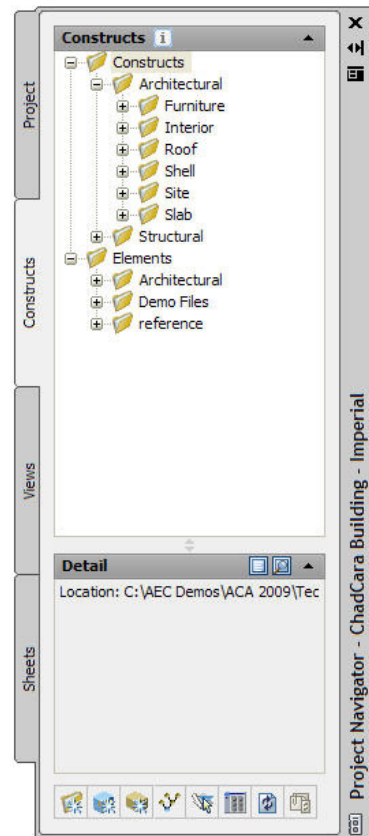 Constructs
Constructs
Architectural
Furniture
Interior
Roof
Shell
Site
Slab
Structural
Elements
Architectural
Demo Files
reference
Detail
Location: C:\AEC Demos\ACA 2009\Tec
Project
Constructs
Views
Sheets
Project Navigator - ChadCara Building - Imperial